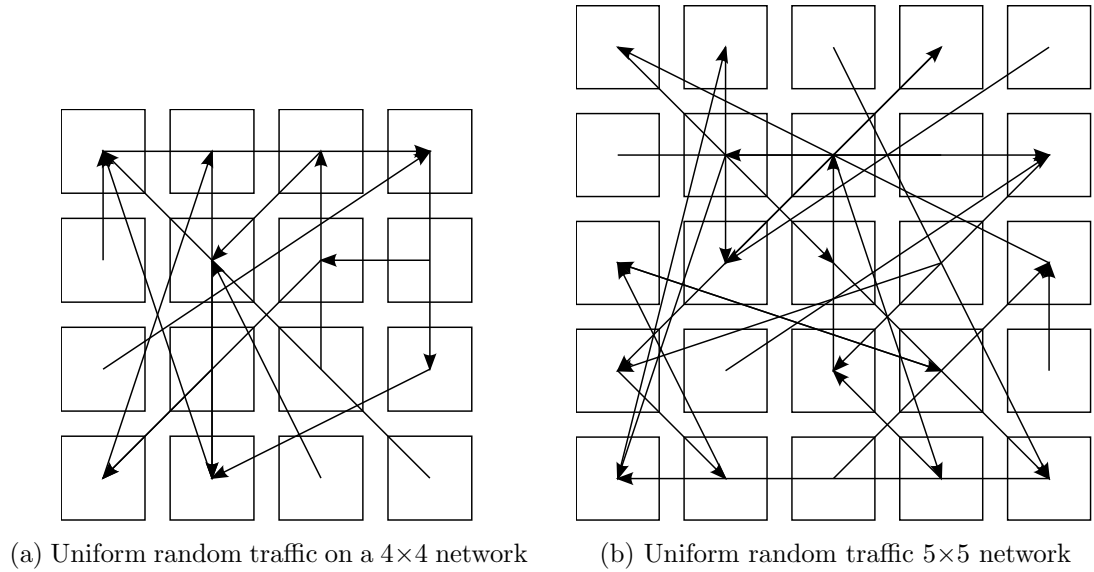 (a) Uniform random traffic on a 4×4 network
(b) Uniform random traffic 5×5 network